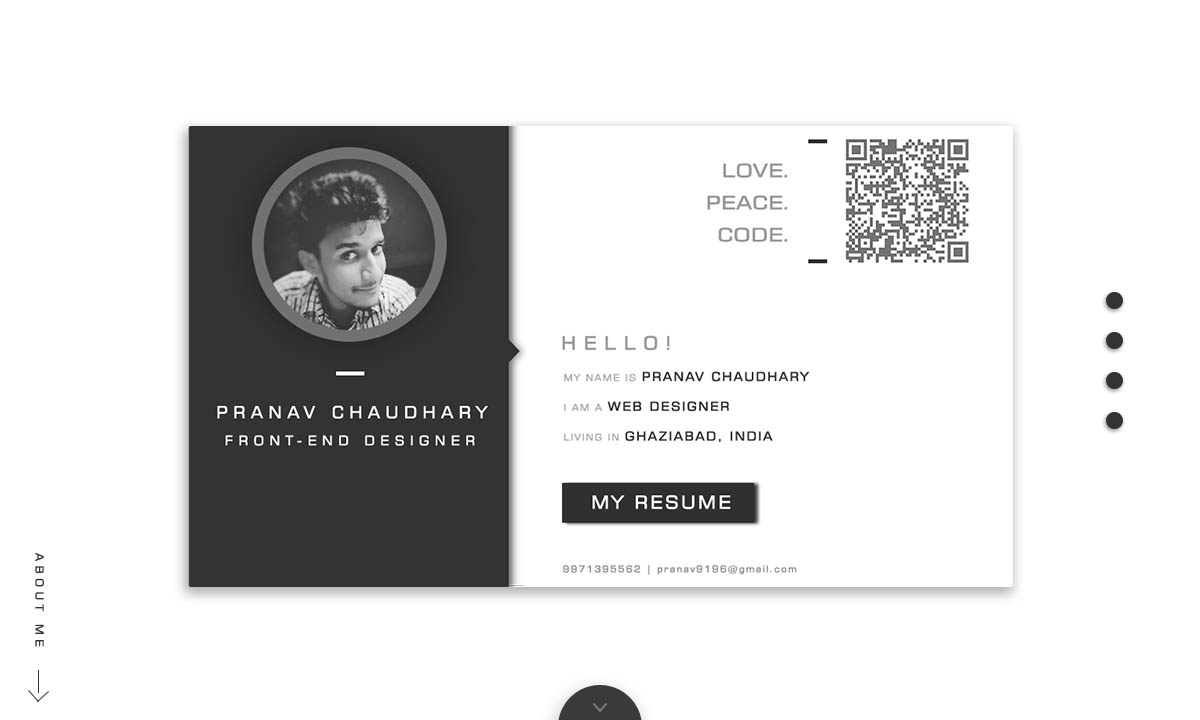 LOVE.
PEACE.
CODE.
PRANAV CHAUDHARY
FRONT-END DESIGNER
HELLO!
MY NAME IS PRANAV CHAUDHARY
I AM A WEB DESIGNER
LIVING IN GHAZIABAD, INDIA
MY RESUME
9971395562 | pranav9196@gmail.com
ABOUT ME